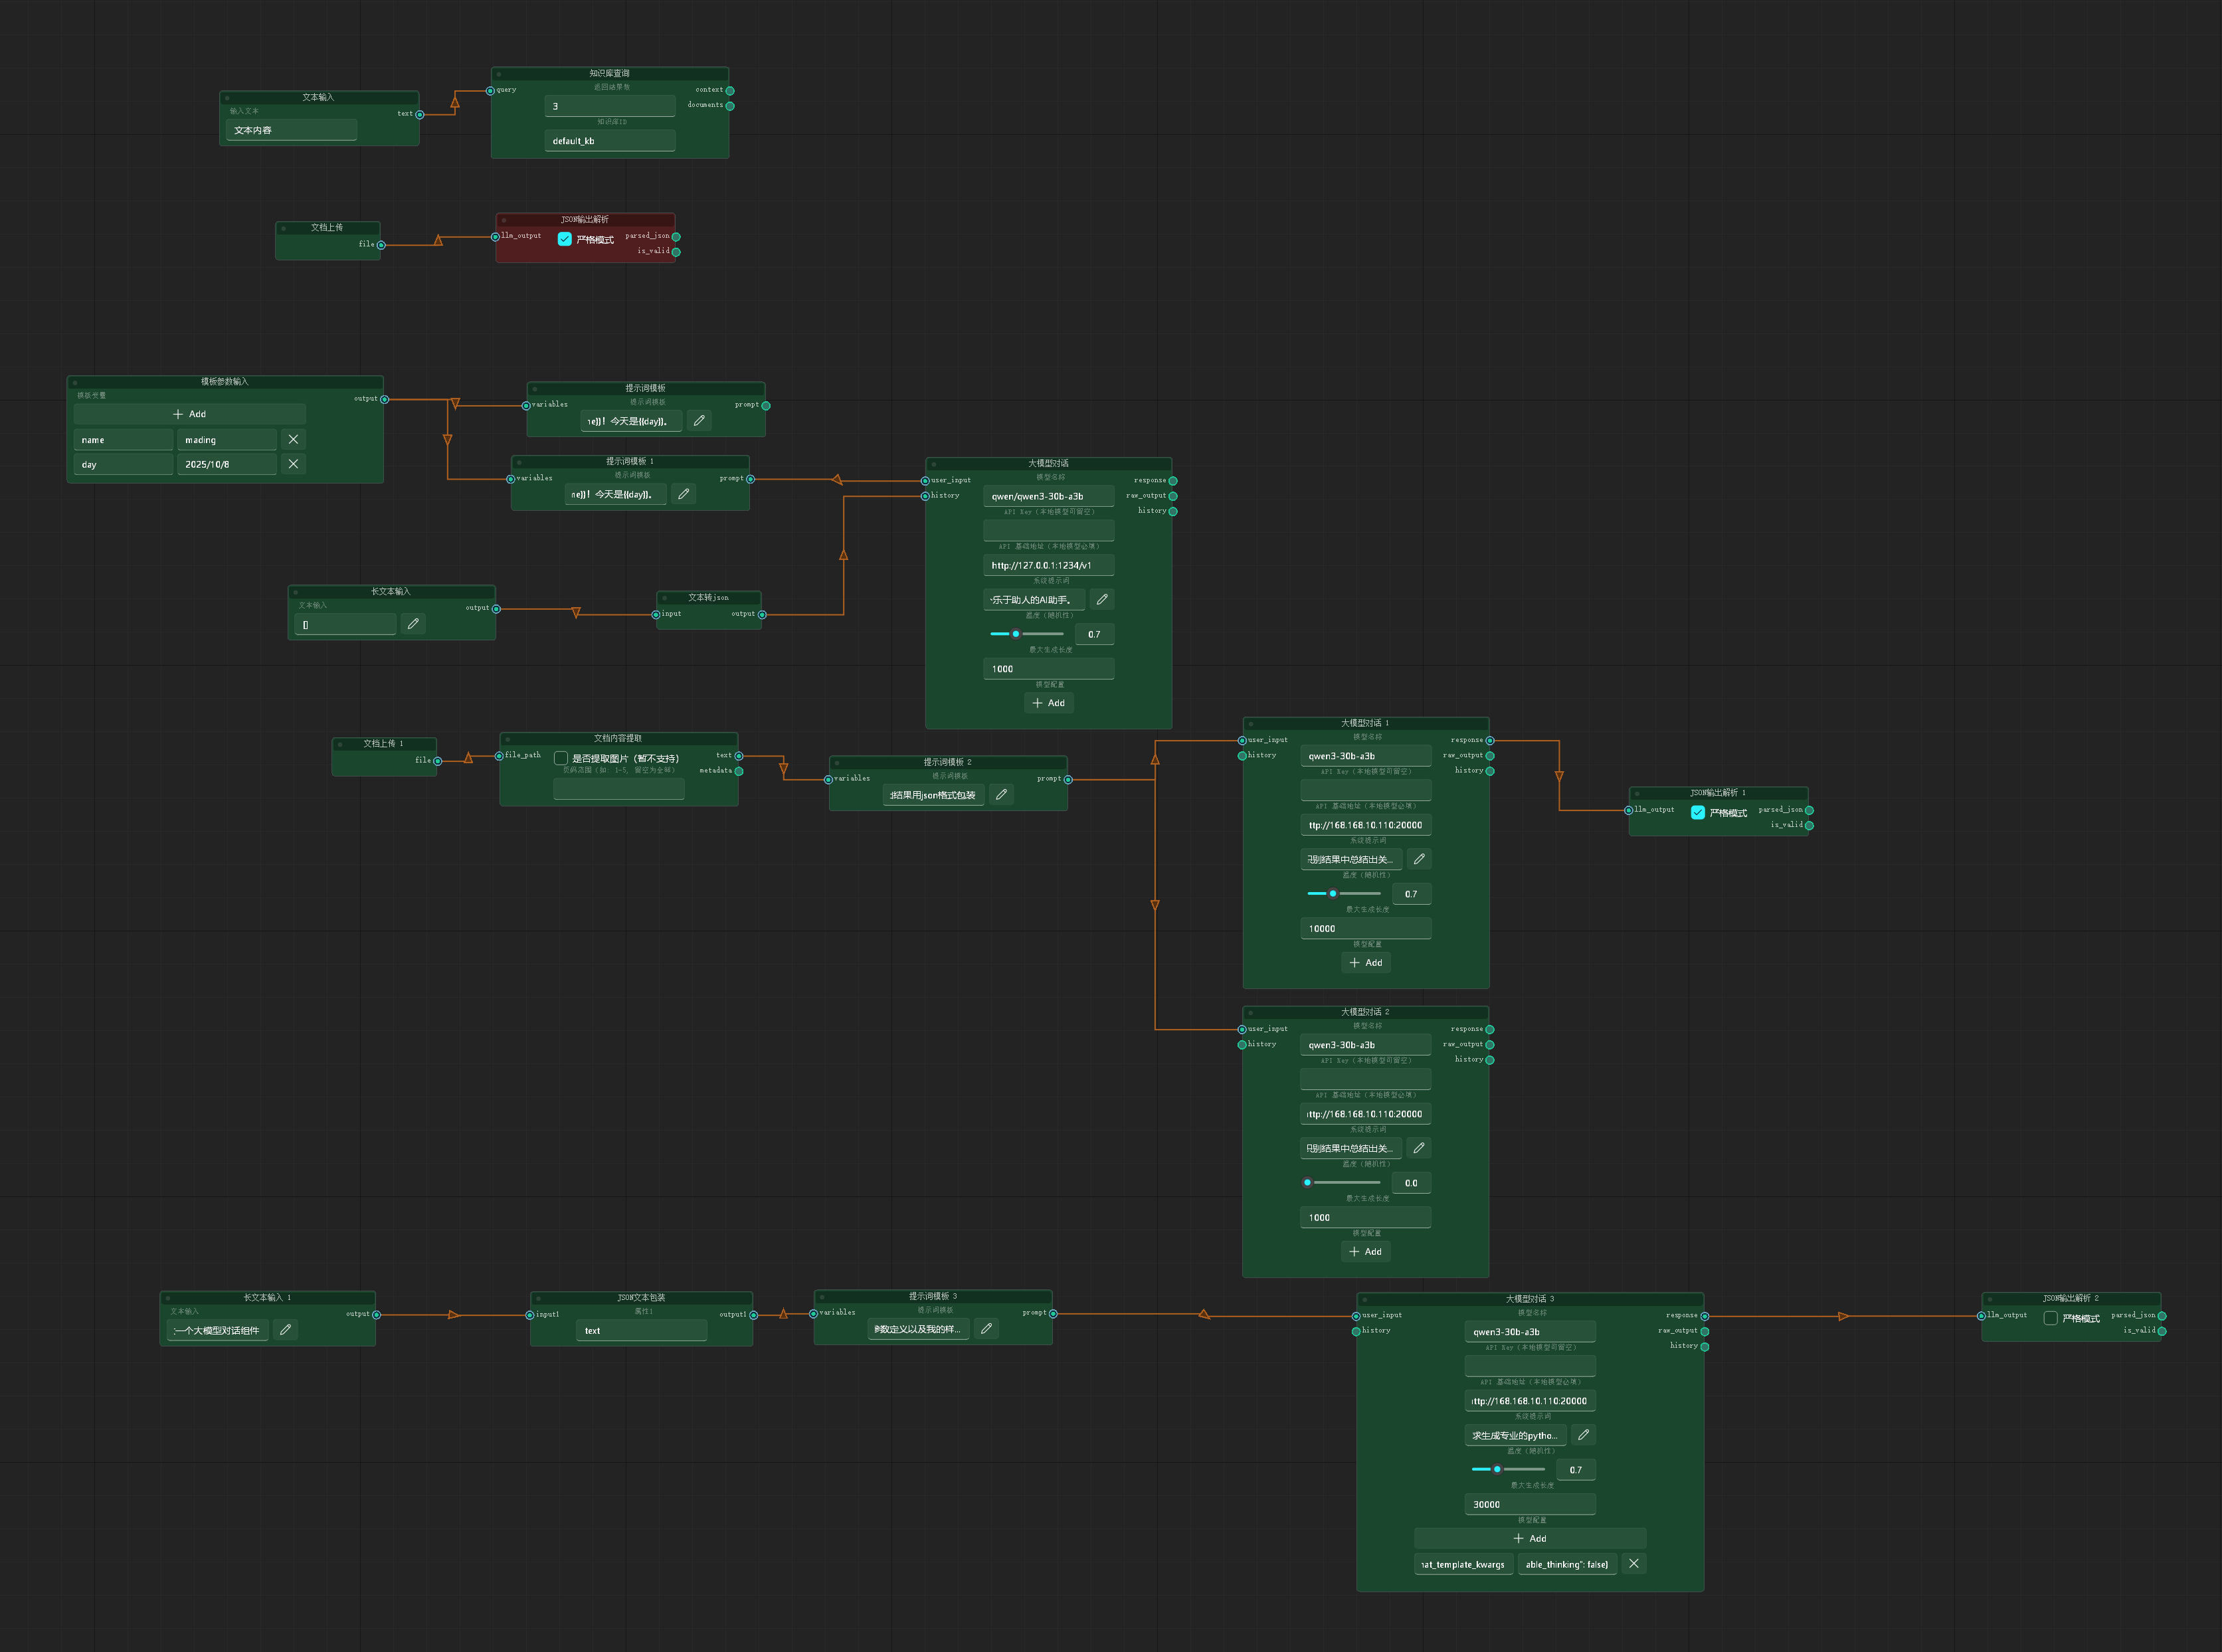 知识库查询
query
返回结果数
3
知识库ID
default_kb
context
documents
文本输入
输入文本
文本内容
text
文档上传
file
JSON输出解析
llm_output
严格模式
parsed_json
is_valid
模板参数输入
模板变量
output
Add
name
mading
day
2025/10/8
提示词模板
variables
提示词模板
ne}}！今天是{{day}}。
prompt
提示词模板 1
variables
提示词模板
ne}}！今天是{{day}}。
prompt
大模型对话
user_input
history
模型名称
qwen/qwen3-30b-a3b
API Key（本地模型可留空）
API 基础地址（本地模型必填）
http://127.0.0.1:1234/v1
系统提示词
乐于助人的AI助手。
温度（随机性）
0.7
最大生成长度
1000
模型配置
Add
response
raw_output
history
长文本输入
文本输入
[]
output
文本转json
input
output
文档上传 1
file
文档内容提取
file_path
是否提取图片（暂不支持）
页码范围（如: 1-5, 留空为全部）
text
metadata
提示词模板 2
variables
提示词模板
结果用json格式包装
prompt
大模型对话 1
user_input
history
模型名称
qwen3-30b-a3b
API Key（本地模型可留空）
API 基础地址（本地模型必填）
ttp://168.168.10.110:20000
系统提示词
识别结果中总结出关...
温度（随机性）
0.7
最大生成长度
10000
模型配置
Add
response
raw_output
history
JSON输出解析 1
llm_output
严格模式
parsed_json
is_valid
大模型对话 2
user_input
history
模型名称
qwen3-30b-a3b
API Key（本地模型可留空）
API 基础地址（本地模型必填）
ttp://168.168.10.110:20000
系统提示词
识别结果中总结出关...
温度（随机性）
0.0
最大生成长度
1000
模型配置
Add
response
raw_output
history
长文本输入 1
文本输入
一个大模型对话组件
output
JSON文本包装
input1
属性1
text
output1
提示词模板 3
variables
提示词模板
参数定义以及我的样...
prompt
大模型对话 3
user_input
history
模型名称
qwen3-30b-a3b
API Key（本地模型可留空）
API 基础地址（本地模型必填）
ttp://168.168.10.110:20000
系统提示词
求生成专业的pytho...
温度（随机性）
0.7
最大生成长度
30000
模型配置
Add
hat_template_kwargs
able_thinking": false}
response
raw_output
history
JSON输出解析 2
llm_output
严格模式
parsed_json
is_valid